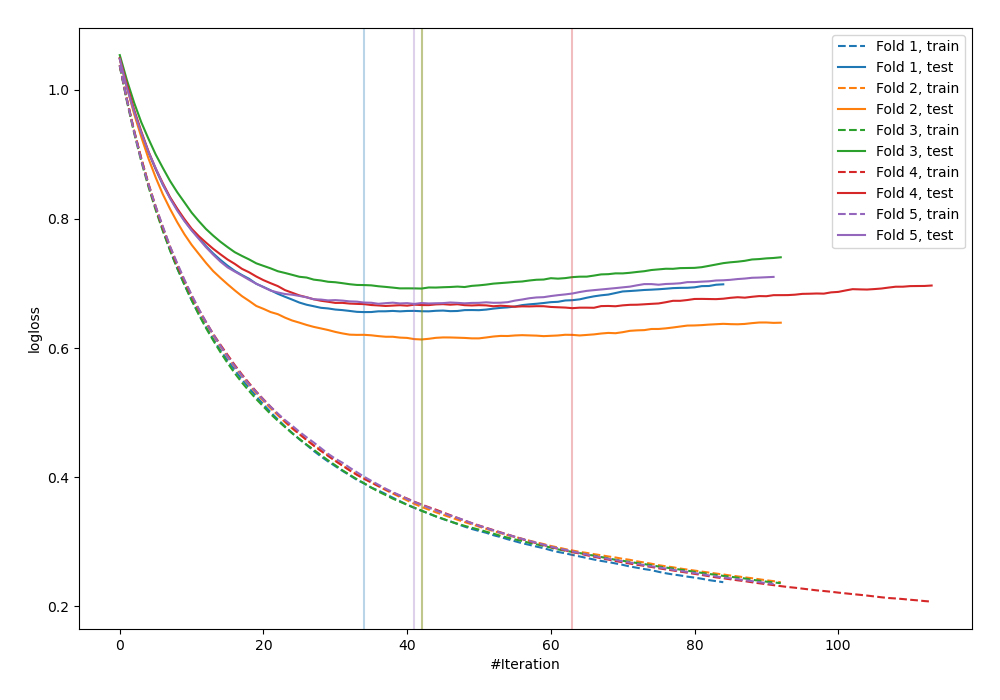 1.0
0.8
0.6
0.4
0.2
logloss
0
20
40
60
80
100
#Iteration
Fold 1, train
Fold 1, test
Fold 2, train
Fold 2, test
Fold 3, train
Fold 3, test
Fold 4, train
Fold 4, test
Fold 5, train
Fold 5, test